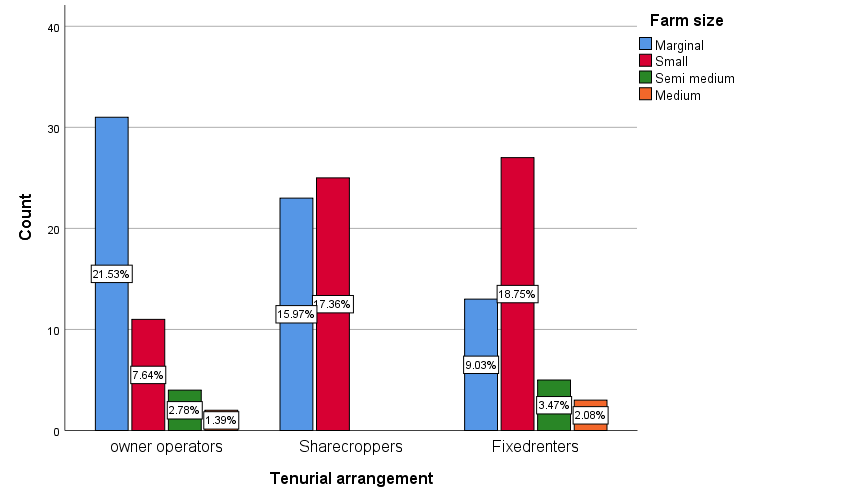 Farm size
Marginal
Small
Semi medium
Medium
Count
40
30
20
10
0
21.53%
7.64%
2.78%
1.39%
15.97%
17.36%
9.03%
18.75%
3.47%
2.08%
owner operators
Sharecroppers
Fixedrenters
Tenurial arrangement